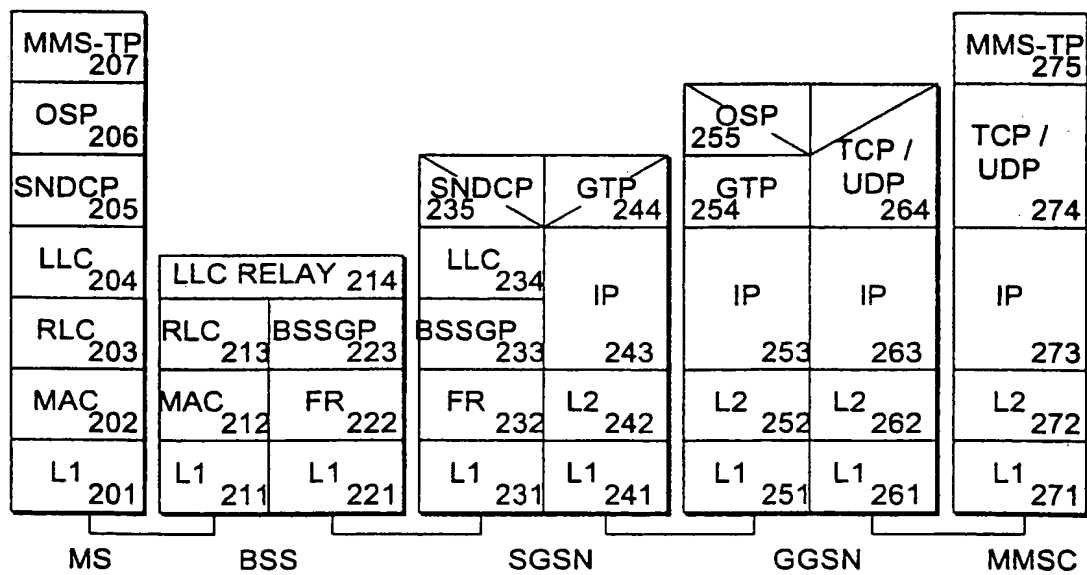 MMS-TP
207
OSP
206
SNDCP
205
LLC
204
RLC
203
MAC
202
L1
201
MS
LLC RELAY 214
RLC
213
BSSGP
223
MAC
212
FR
222
L1
211
L1
221
BSS
SNDCP
235
GTP
244
LLC
234
IP
243
BSSGP
233
FR
232
L2
242
L1
231
L1
241
SGSN
OSP
255
TCP /
UDP
264
GTP
254
IP
253
IP
263
L2
252
L2
262
L1
251
L1
261
GGSN
MMS-TP
275
TCP /
UDP
274
IP
273
L2
272
L1
271
MMSC